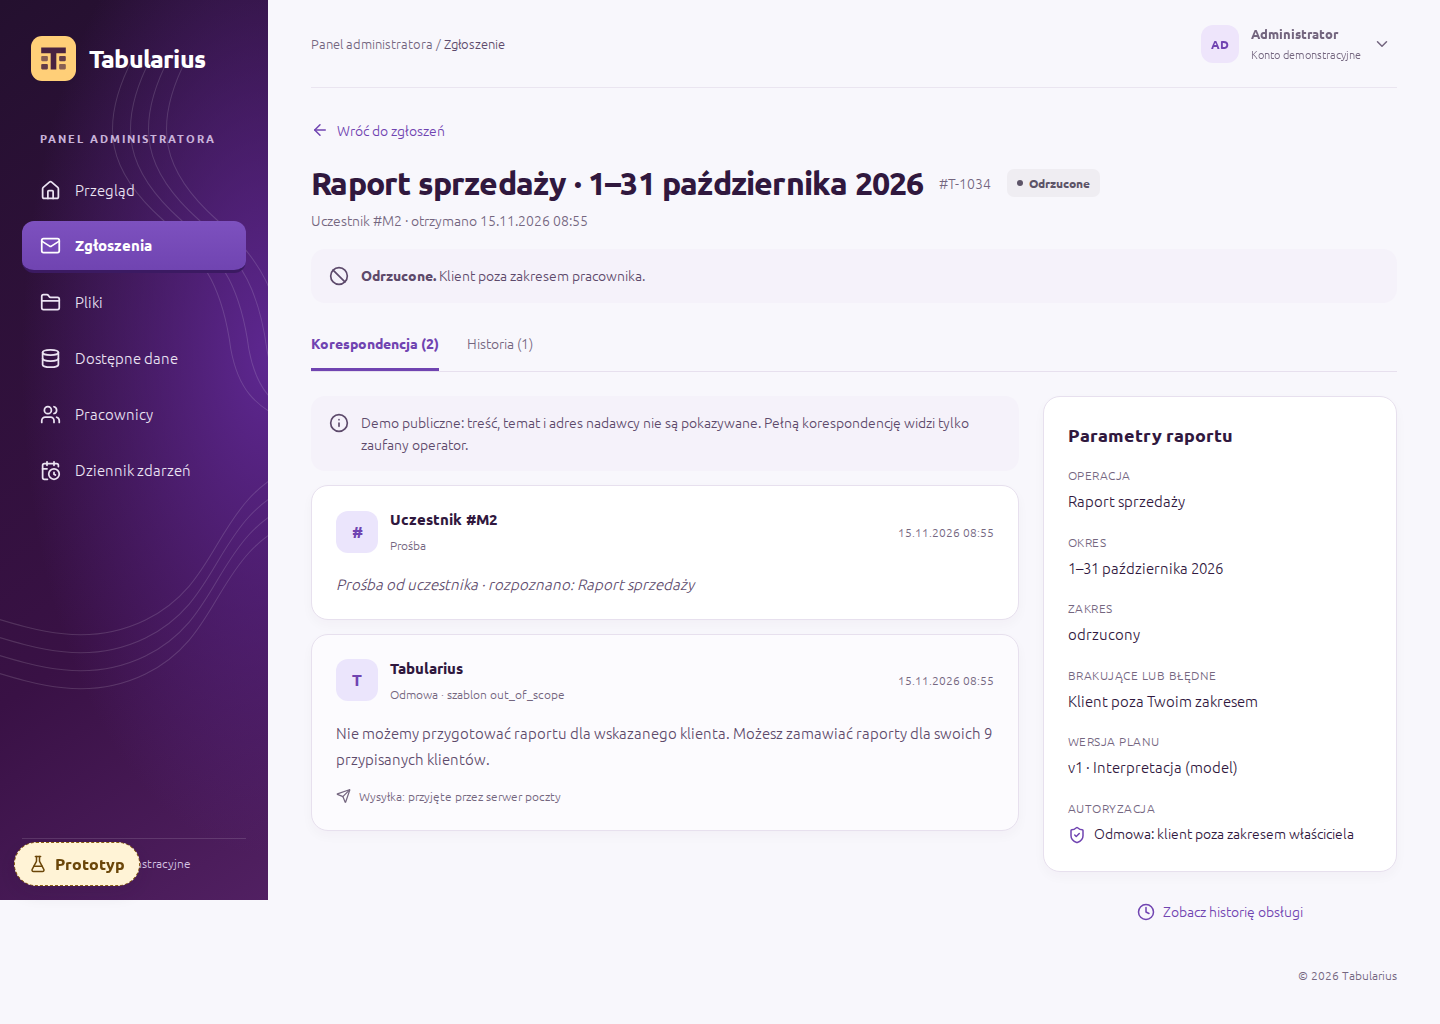 Tabularius
PANEL ADMINISTRATORA
Przegląd
Zgłoszenia
Pliki
Dostępne dane
Pracownicy
Dziennik zdarzeń
Prototyp
Panel administratora / Zgłoszenie
AD
Administrator
Konto demonstracyjne
Wróć do zgłoszeń
Raport sprzedaży · 1–31 października 2026 #T-1034 Odrzucone
Uczestnik #M2 · otrzymano 15.11.2026 08:55
Odrzucone. Klient poza zakresem pracownika.
Korespondencja (2) Historia (1)
Demo publiczne: treść, temat i adres nadawcy nie są pokazywane. Pełną korespondencję widzi tylko
zaufany operator.
#
Uczestnik #M2
Prośba
15.11.2026 08:55
Prośba od uczestnika · rozpoznano: Raport sprzedaży
T
Tabularius
Odmowa · szablon out_of_scope
15.11.2026 08:55
Nie możemy przygotować raportu dla wskazanego klienta. Możesz zamawiać raporty dla swoich 9
przypisanych klientów.
Wysyłka: przyjęte przez serwer poczty
Parametry raportu
OPERACJA
Raport sprzedaży
OKRES
1–31 października 2026
ZAKRES
odrzucony
BRAKUJĄCE LUB BŁĘDNE
Klient poza Twoim zakresem
WERSJA PLANU
v1 · Interpretacja (model)
AUTORYZACJA
Odmowa: klient poza zakresem właściciela
Zobacz historię obsługi
© 2026 Tabularius